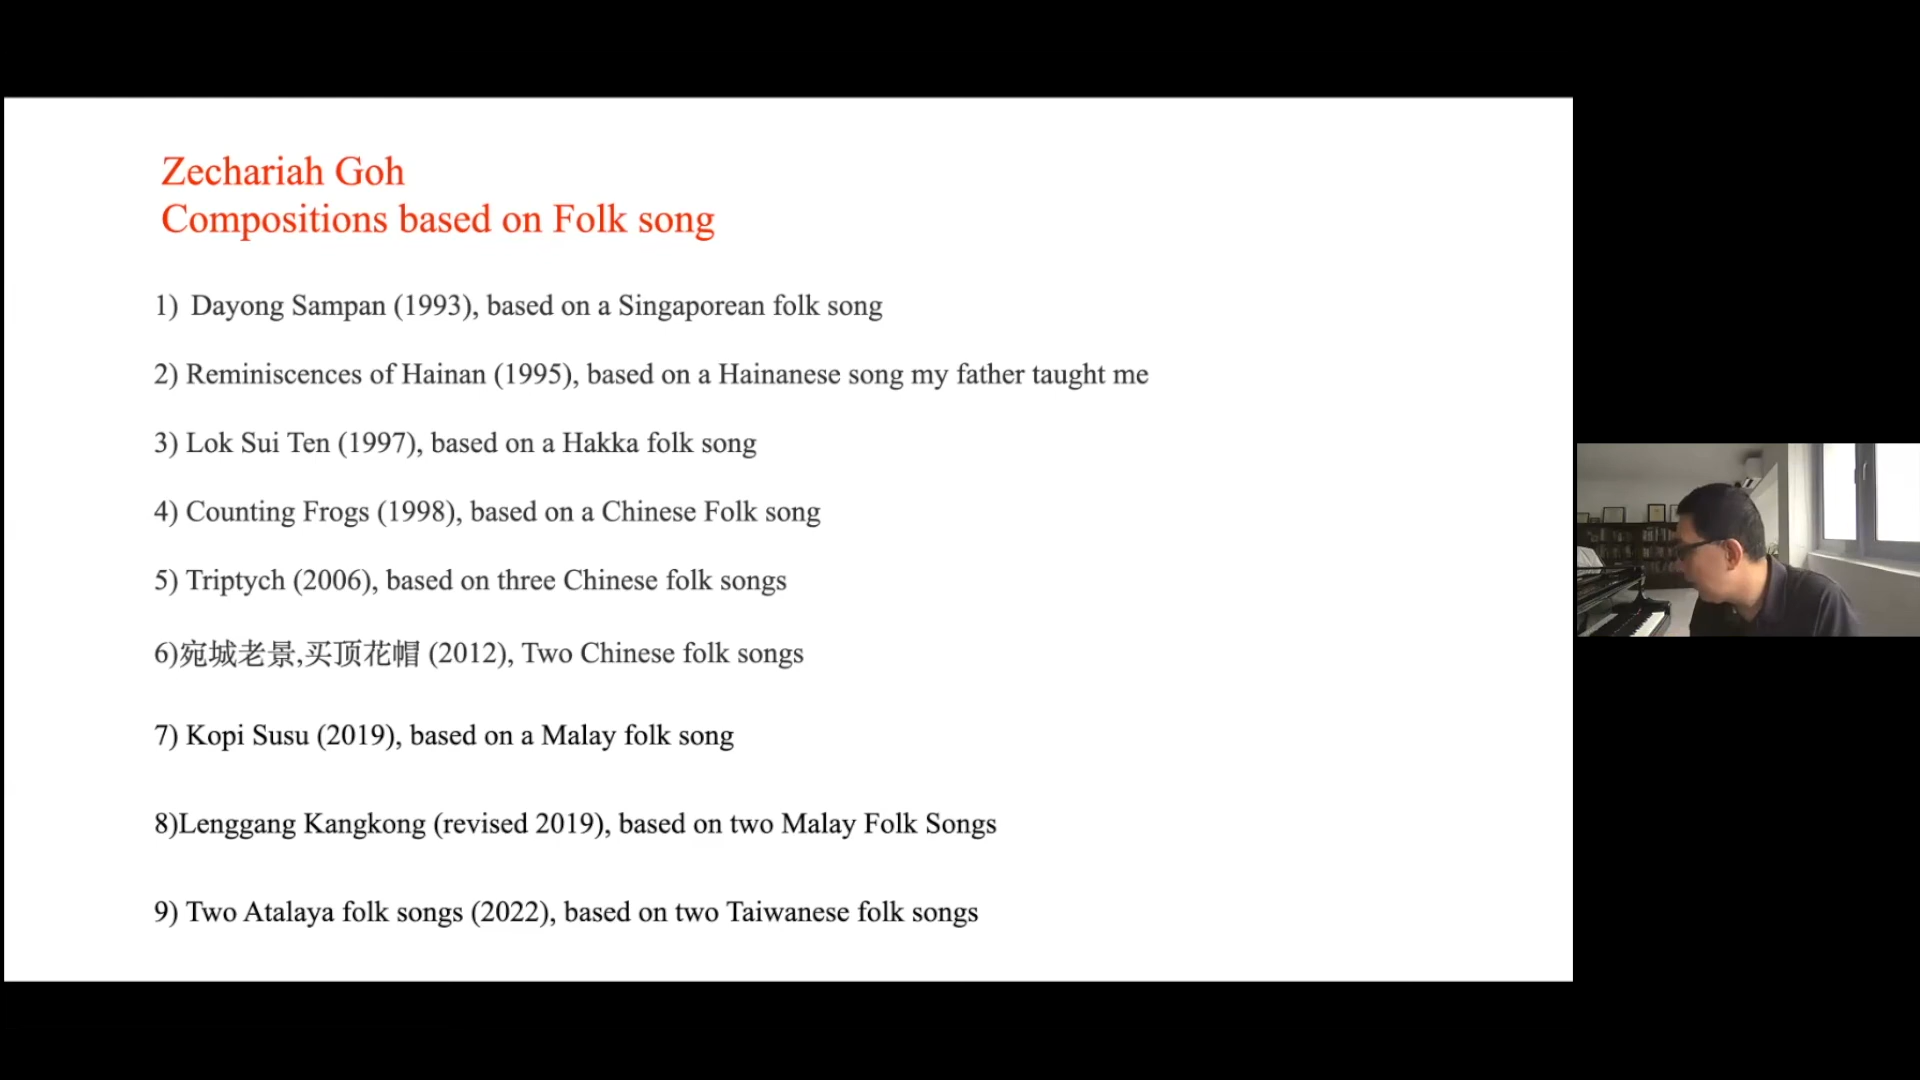 Zechariah Goh
Compositions based on Folk song
1) Dayong Sampan (1993), based on a Singaporean folk song
2) Reminiscences of Hainan (1995), based on a Hainanese song my father taught me
3) Lok Sui Ten (1997), based on a Hakka folk song
4) Counting Frogs (1998), based on a Chinese Folk song
5) Triptych (2006), based on three Chinese folk songs
6)宛城老景,买顶花帽 (2012), Two Chinese folk songs
7) Kopi Susu (2019), based on a Malay folk song
8)Lenggang Kangkong (revised 2019), based on two Malay Folk Songs
9) Two Atalaya folk songs (2022), based on two Taiwanese folk songs